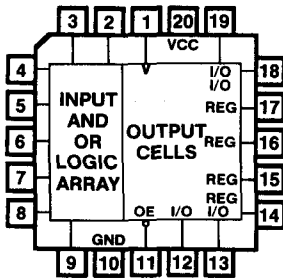 3 2 1 20 19
VCC
4 I/O 18
I/O
5 INPUT REG 17
AND
OR OUTPUT
6 LOGIC CELLS REG 16
ARRAY
7 REG 15
REG
8 OE I/O I/O 14
GND
9 10 11 12 13